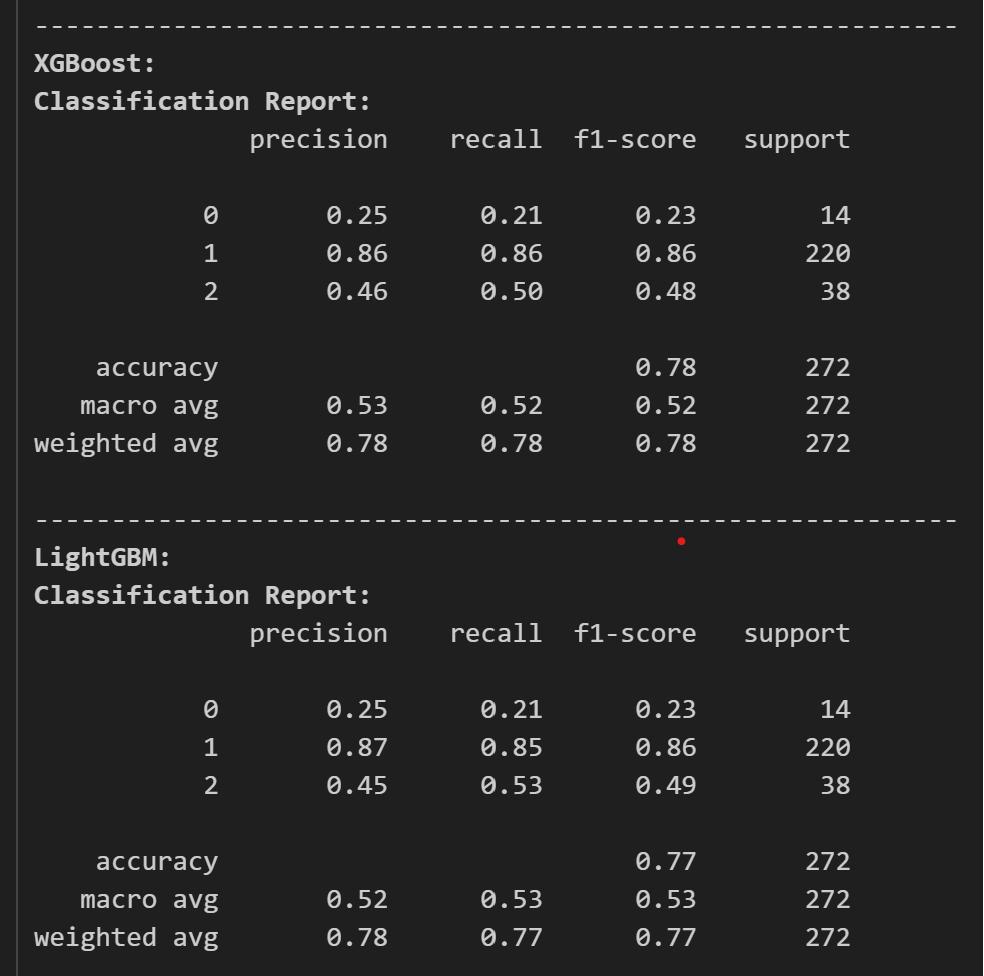 ------------------------------------------------------------
XGBoost:
Classification Report:
precision recall f1-score support
0 0.25 0.21 0.23 14
1 0.86 0.86 0.86 220
2 0.46 0.50 0.48 38
accuracy 0.78 272
macro avg 0.53 0.52 0.52 272
weighted avg 0.78 0.78 0.78 272
------------------------------------------------------------
LightGBM:
Classification Report:
precision recall f1-score support
0 0.25 0.21 0.23 14
1 0.87 0.85 0.86 220
2 0.45 0.53 0.49 38
accuracy 0.77 272
macro avg 0.52 0.53 0.53 272
weighted avg 0.78 0.77 0.77 272